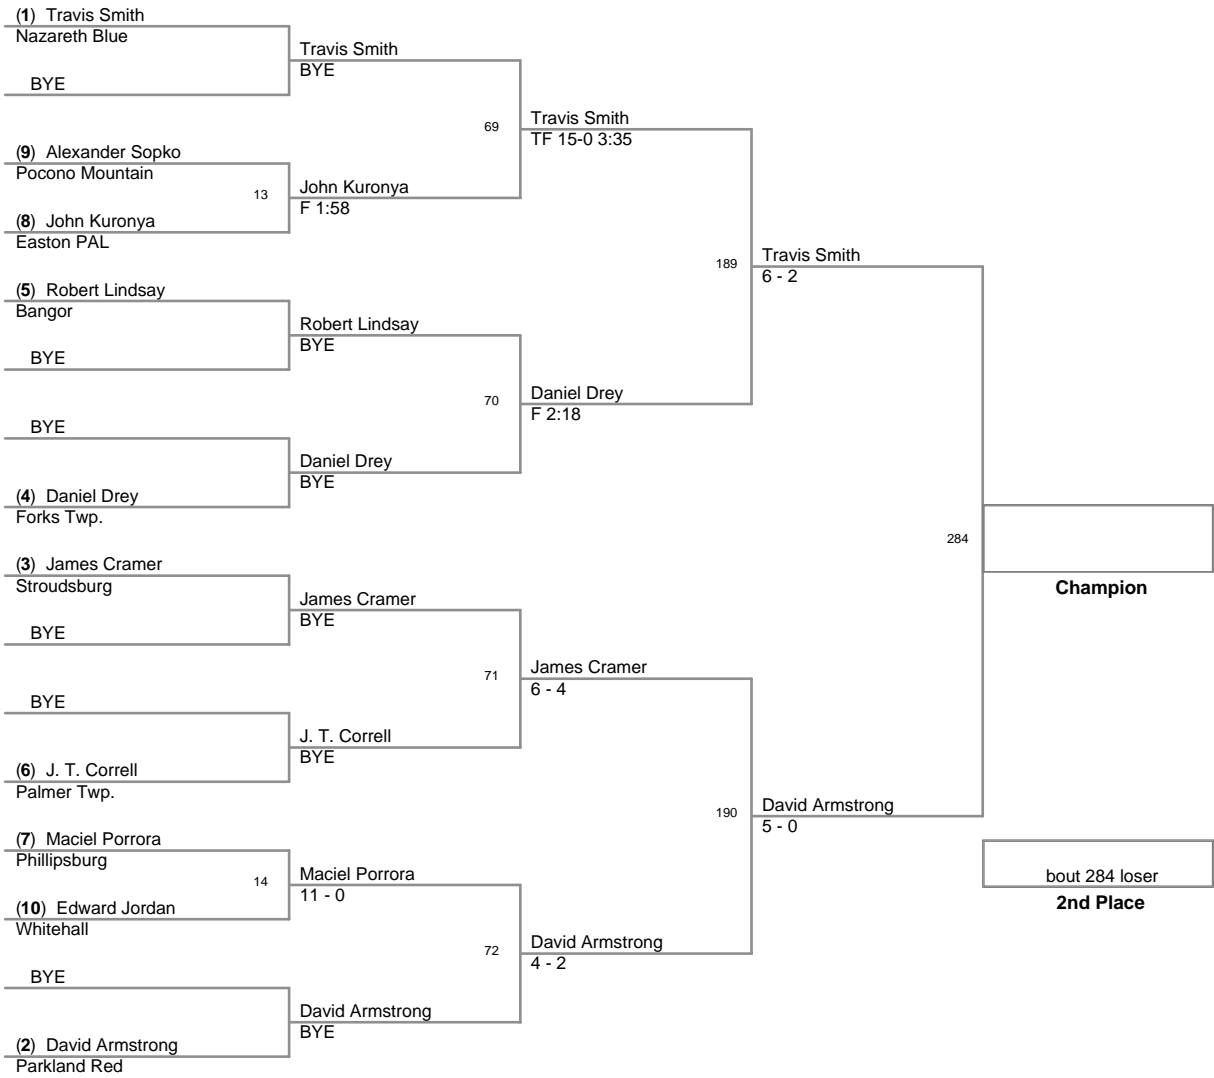 (1) Travis Smith
Nazareth Blue
Travis Smith
BYE
BYE
69
Travis Smith
TF 15-0 3:35
(9) Alexander Sopko
Pocono Mountain
13
John Kuronya
F 1:58
(8) John Kuronya
Easton PAL
189
Travis Smith
6 - 2
(5) Robert Lindsay
Bangor
Robert Lindsay
BYE
BYE
70
Daniel Drey
F 2:18
BYE
Daniel Drey
BYE
(4) Daniel Drey
Forks Twp.
284
Champion
(3) James Cramer
Stroudsburg
James Cramer
BYE
BYE
71
James Cramer
6 - 4
BYE
J. T. Correll
BYE
(6) J. T. Correll
Palmer Twp.
190
David Armstrong
5 - 0
(7) Maciel Porrora
Phillipsburg
14
Maciel Porrora
11 - 0
bout 284 loser
2nd Place
(10) Edward Jordan
Whitehall
72
David Armstrong
4 - 2
BYE
David Armstrong
BYE
(2) David Armstrong
Parkland Red